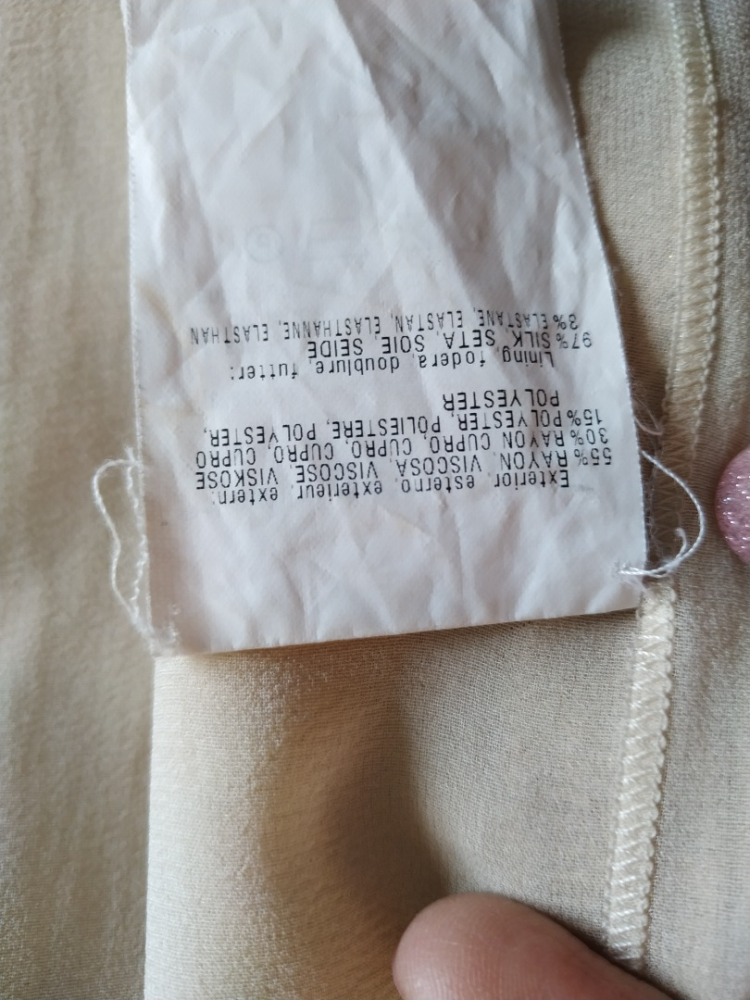 Exterior, esterno, exterieur, extern:
55% RAYON, VISCOSA, VISCOSE, VISKOSE
30% RAYON CUPRO, CUPRO, CUPRO
15% POLYESTER, POLIESTERE, POLYESTER,
POLYESTER
Lining, fodera, doublure, futter:
97% SILK, SETA, SOIE, SEIDE
3% ELASTANE, ELASTAN, ELASTHANNE, ELASTHAN